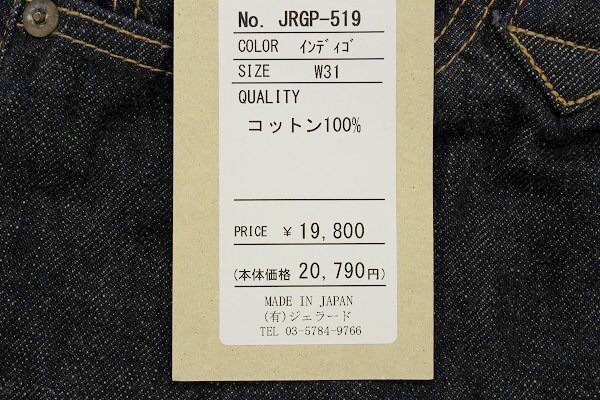 No. JRGP-519
COLOR ｲﾝﾃﾞｨｺﾞ
SIZE W31
QUALITY
コットン100%
PRICE ¥ 19,800
(本体価格 20,790円)
MADE IN JAPAN
(有)ジェラード
TEL 03-5784-9766